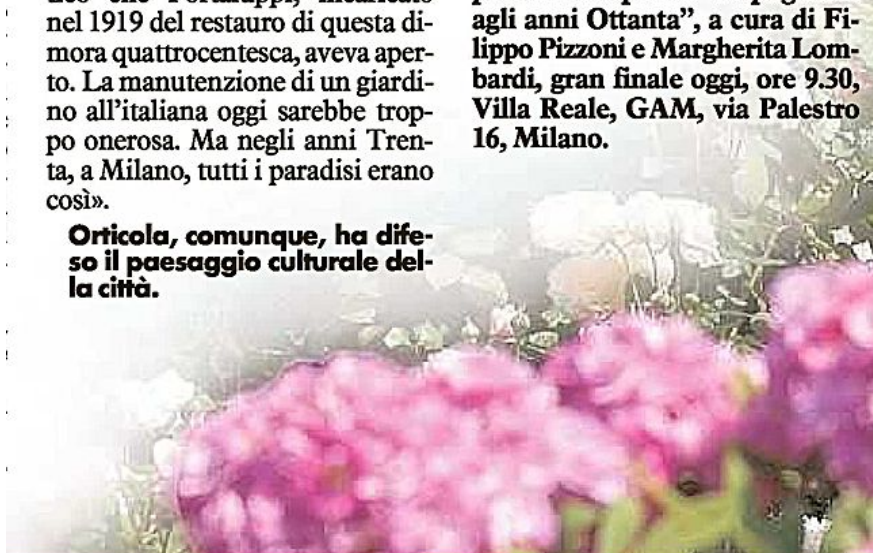 nel 1919 del restauro di questa di-
mora quattrocentesca, aveva aper-
to. La manutenzione di un giardi-
no all'italiana oggi sarebbe trop-
po onerosa. Ma negli anni Tren-
ta, a Milano, tutti i paradisi erano
così».
Orticola, comunque, ha dife-
so il paesaggio culturale del-
la città.
agli anni Ottanta", a cura di Fi-
lippo Pizzoni e Margherita Lom-
bardi, gran finale oggi, ore 9.30,
Villa Reale, GAM, via Palestro
16, Milano.